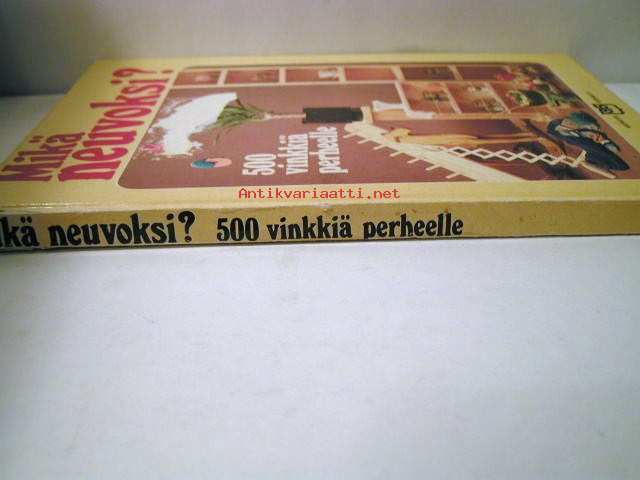 Mikä
neuvoksi?
500
vinkkiä
perheelle
Antikvariaatti.net
kä neuvoksi? 500 vinkkiä perheelle